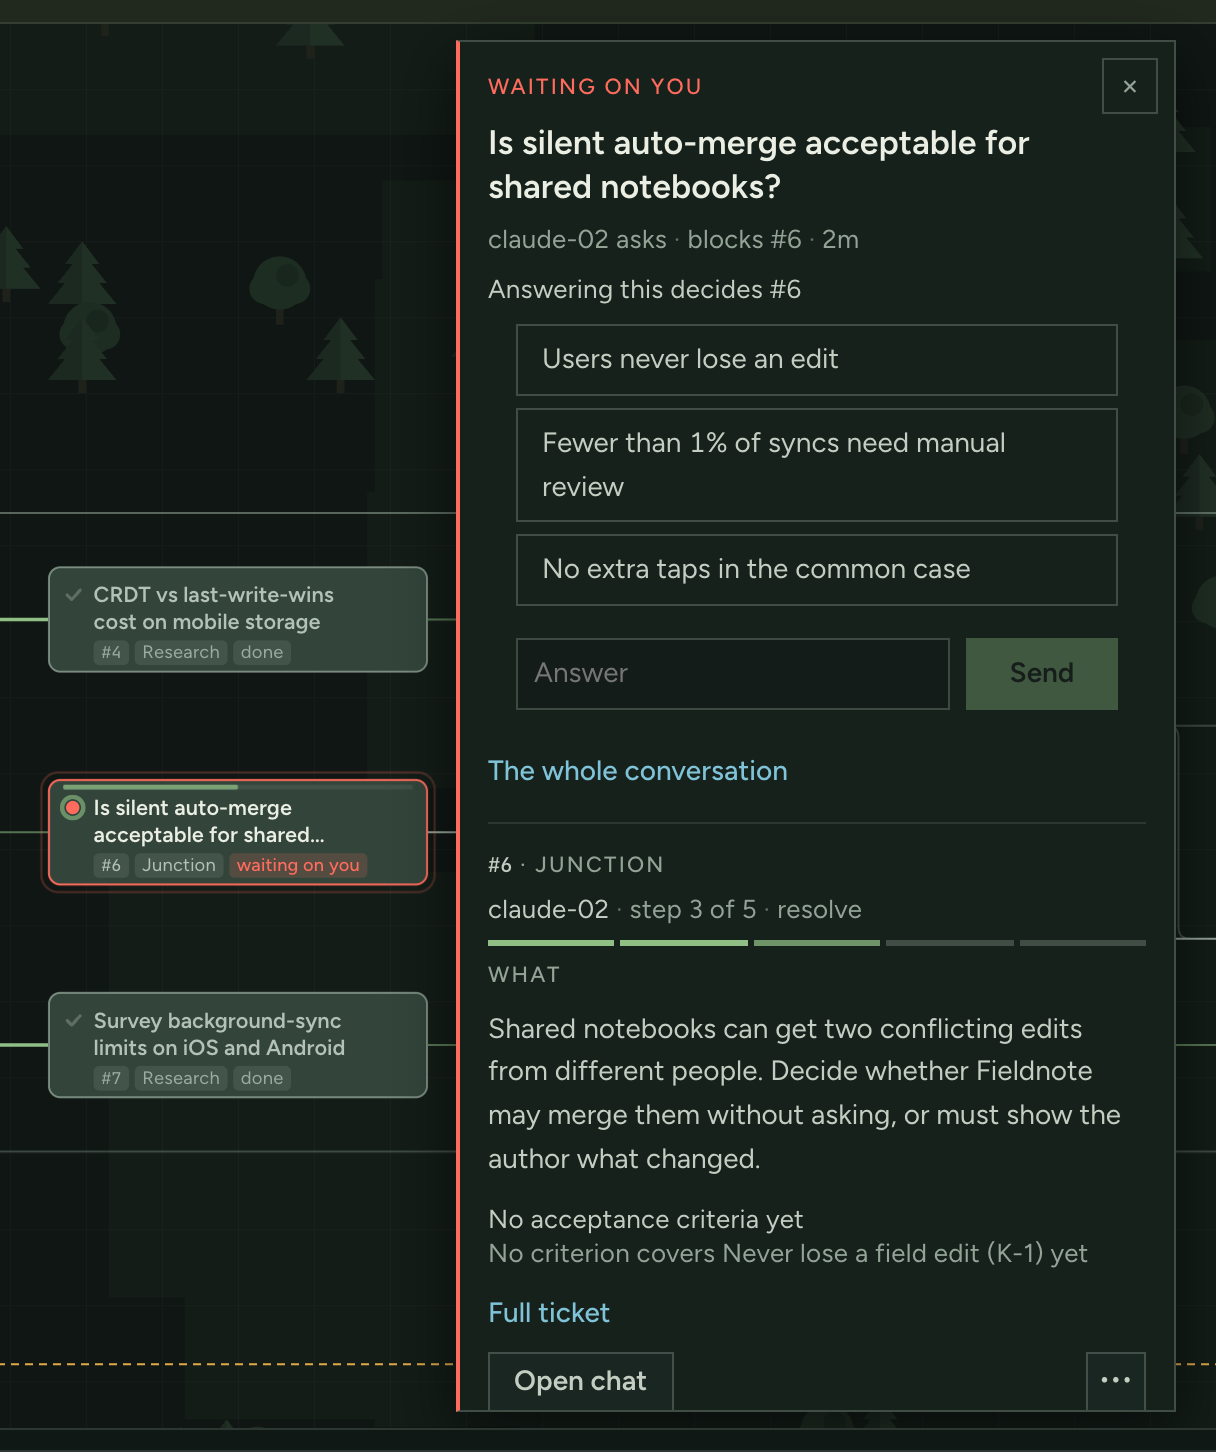 WAITING ON YOU
×
Is silent auto-merge acceptable for
shared notebooks?
claude-02 asks · blocks #6 · 2m
Answering this decides #6
Users never lose an edit
Fewer than 1% of syncs need manual
review
No extra taps in the common case
Answer
Send
The whole conversation
#6 · JUNCTION
claude-02 · step 3 of 5 · resolve
WHAT
Shared notebooks can get two conflicting edits
from different people. Decide whether Fieldnote
may merge them without asking, or must show the
author what changed.
No acceptance criteria yet
No criterion covers Never lose a field edit (K-1) yet
Full ticket
Open chat
•••
CRDT vs last-write-wins
cost on mobile storage
#4 Research done
Is silent auto-merge
acceptable for shared...
#6 Junction waiting on you
Survey background-sync
limits on iOS and Android
#7 Research done